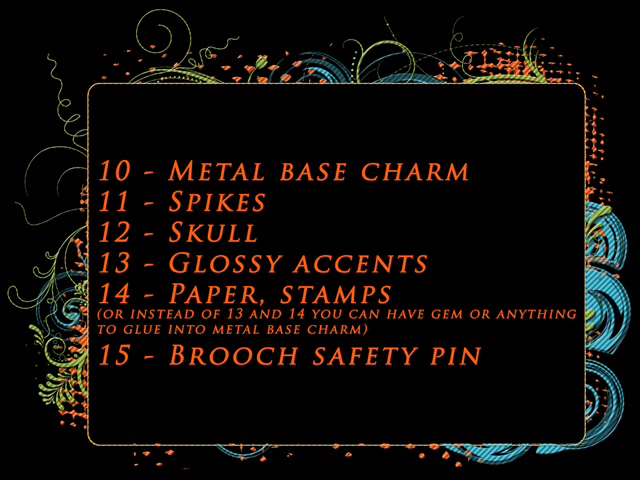 10 - Metal base charm
11 - Spikes
12 - Skull
13 - Glossy accents
14 - Paper, stamps
(or instead of 13 and 14 you can have gem or anything
to glue into metal base charm)
15 - Brooch safety pin